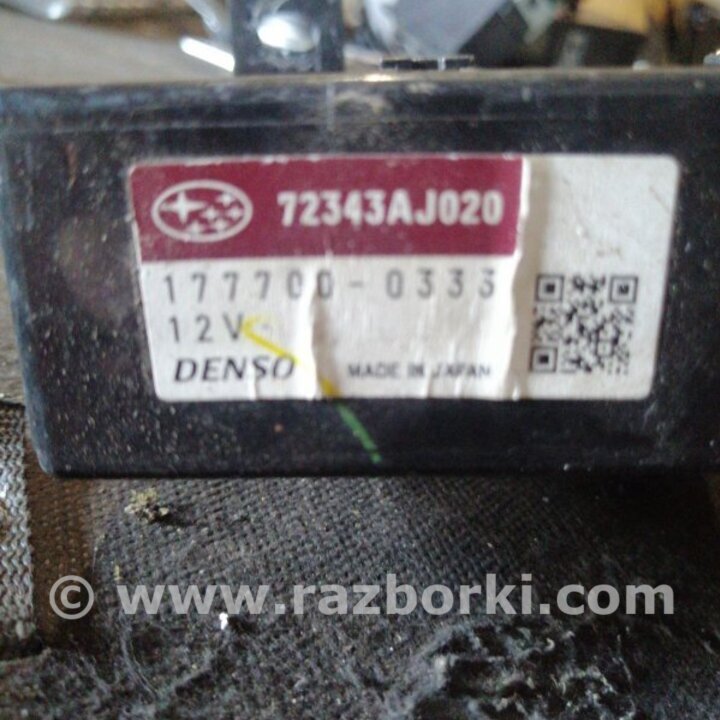 72343AJ020
177700-0333
12V
DENSO MADE IN JAPAN
© www.razborki.com